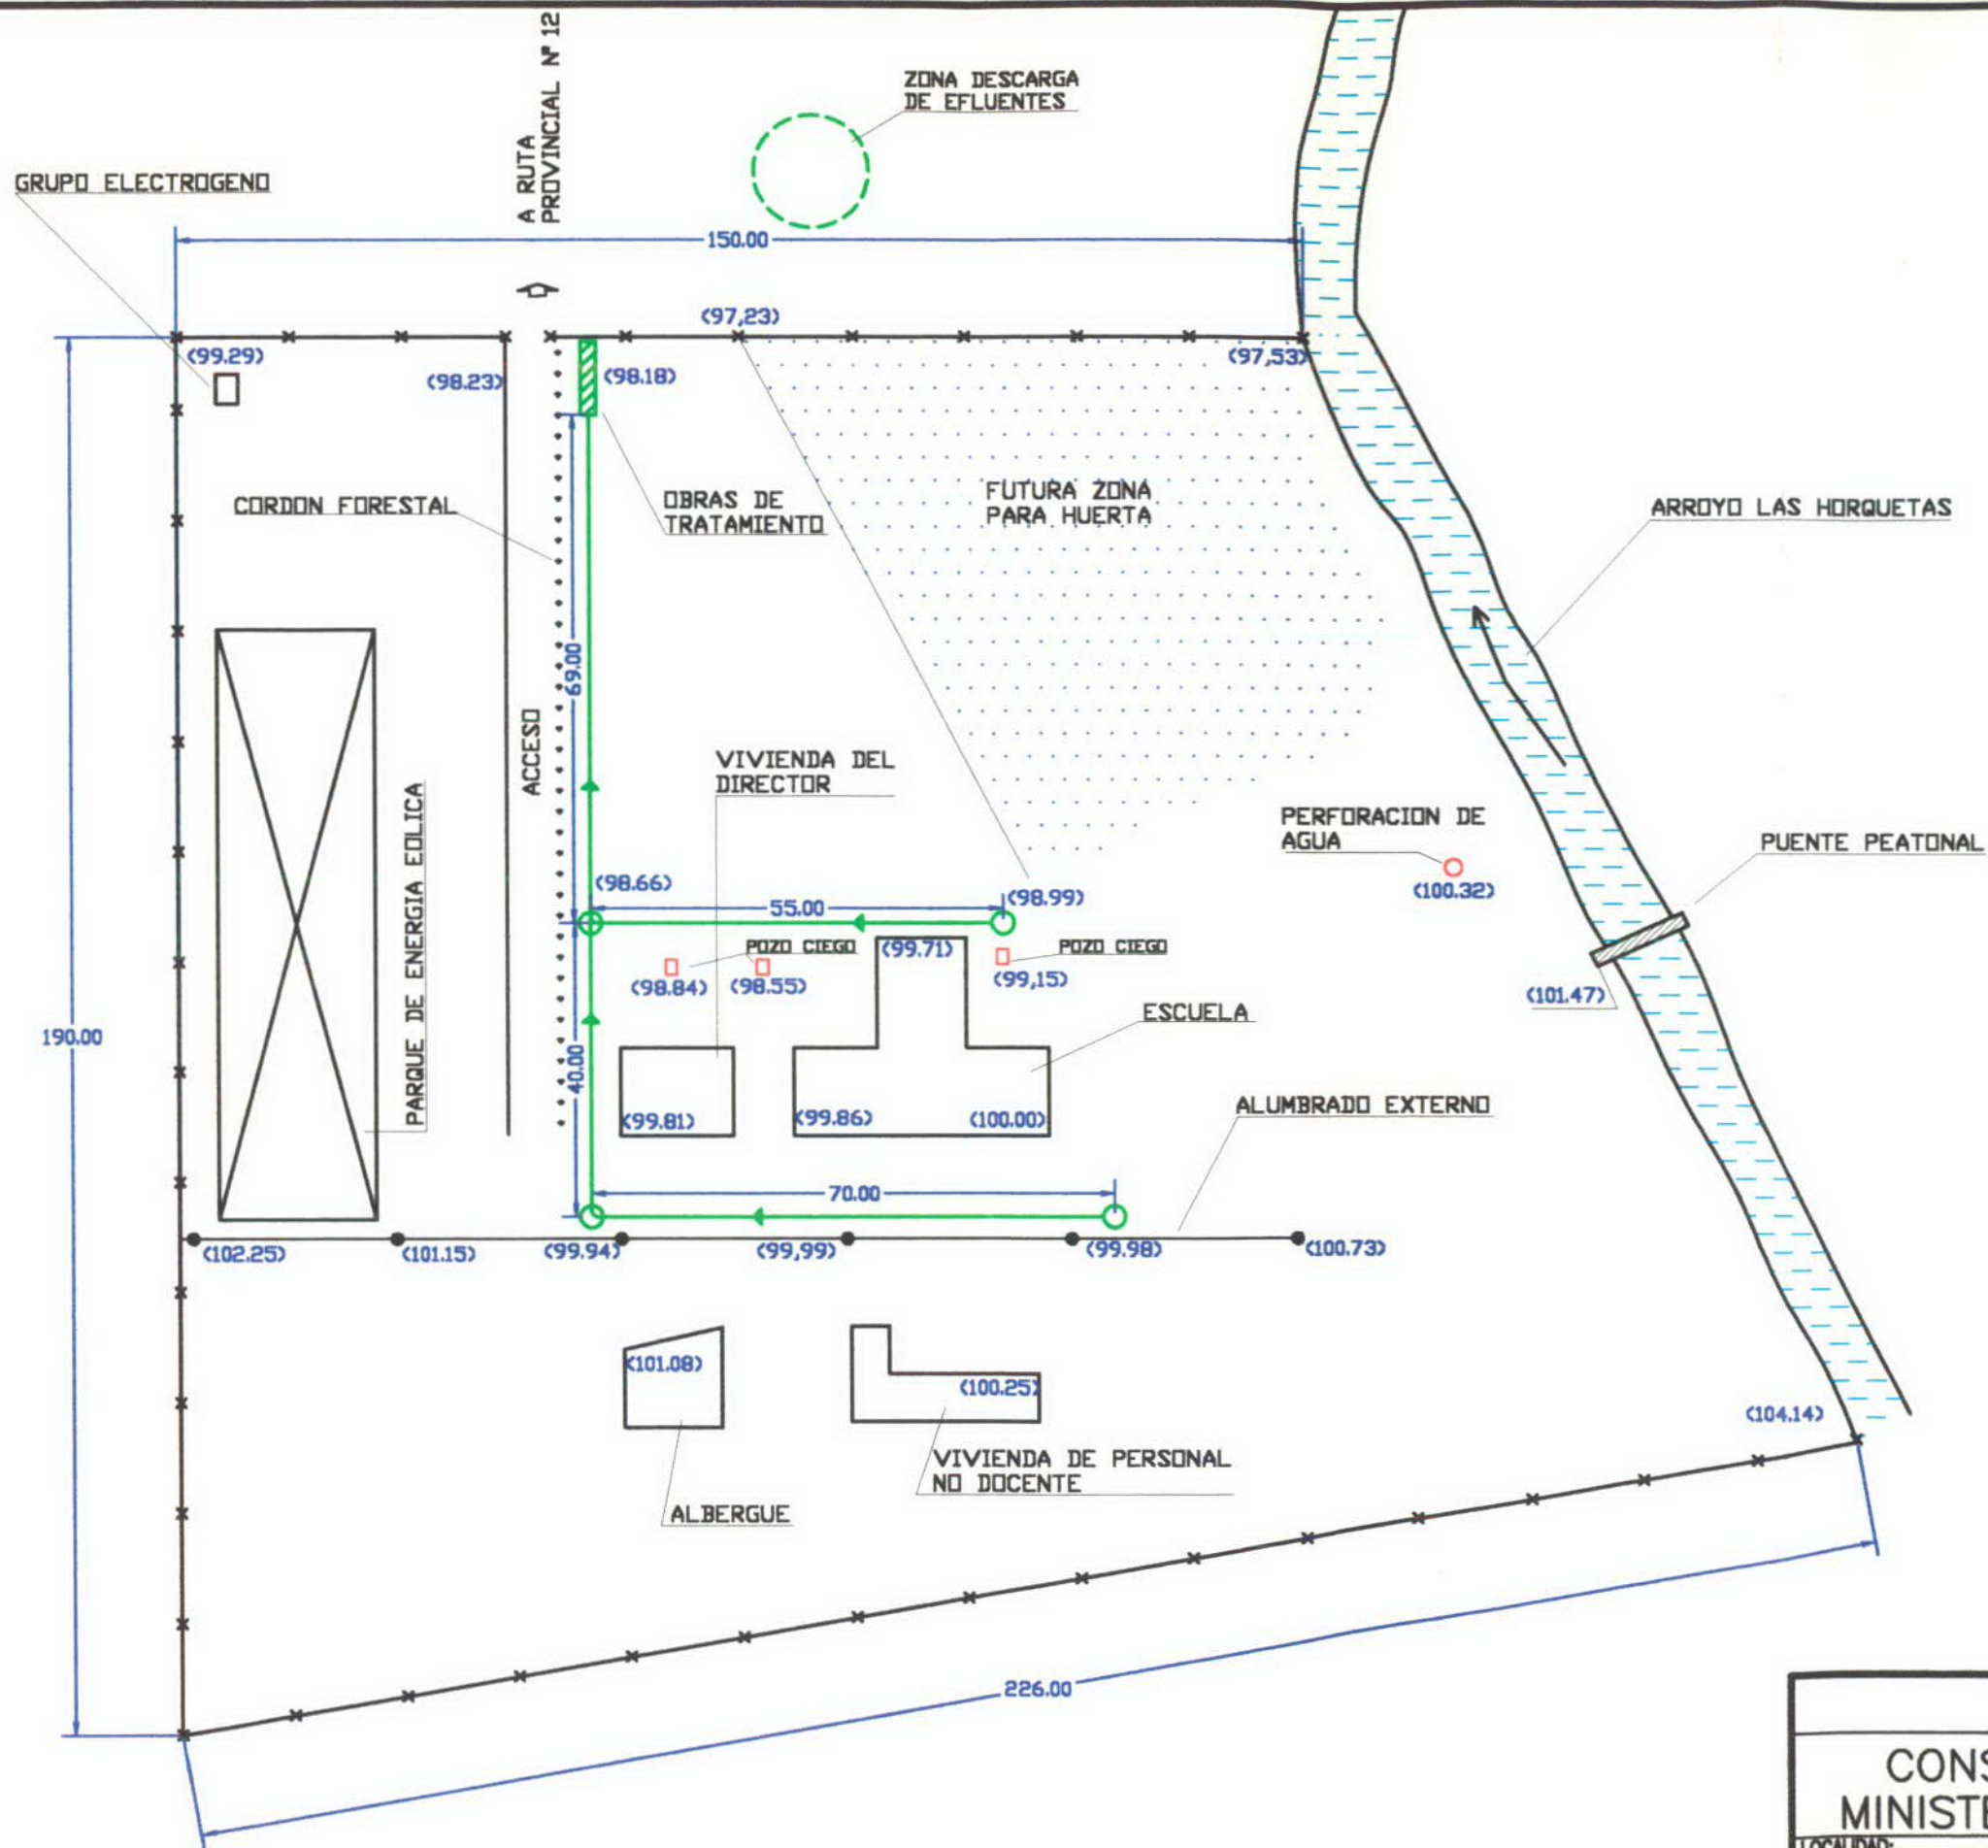 A RUTA
PROVINCIAL Nº 12
ZONA DESCARGA
DE EFLUENTES
GRUPO ELECTROGENO
150.00
(97,23)
(99.29)
(98.23)
(98.18)
(97,53)
CORDON FORESTAL
OBRAS DE
TRATAMIENTO
FUTURA ZONA
PARA HUERTA
ARROYO LAS HORQUETAS
69.00
ACCESO
VIVIENDA DEL
DIRECTOR
PARQUE DE ENERGIA EOLICA
PERFORACION DE
AGUA
(100.32)
PUENTE PEATONAL
(98.66)
55.00
(98.99)
POZO CIEGO
(99.71)
POZO CIEGO
(98.84)
(98.55)
(99,15)
(101.47)
ESCUELA
190.00
40.00
(99.81)
(99.86)
(100.00)
ALUMBRADO EXTERNO
70.00
(102.25)
(101.15)
(99.94)
(99,99)
(99.98)
(100.73)
(101.08)
(100.25)
(104.14)
VIVIENDA DE PERSONAL
NO DOCENTE
ALBERGUE
226.00
CONS
MINISTE
LOCALIDAD: